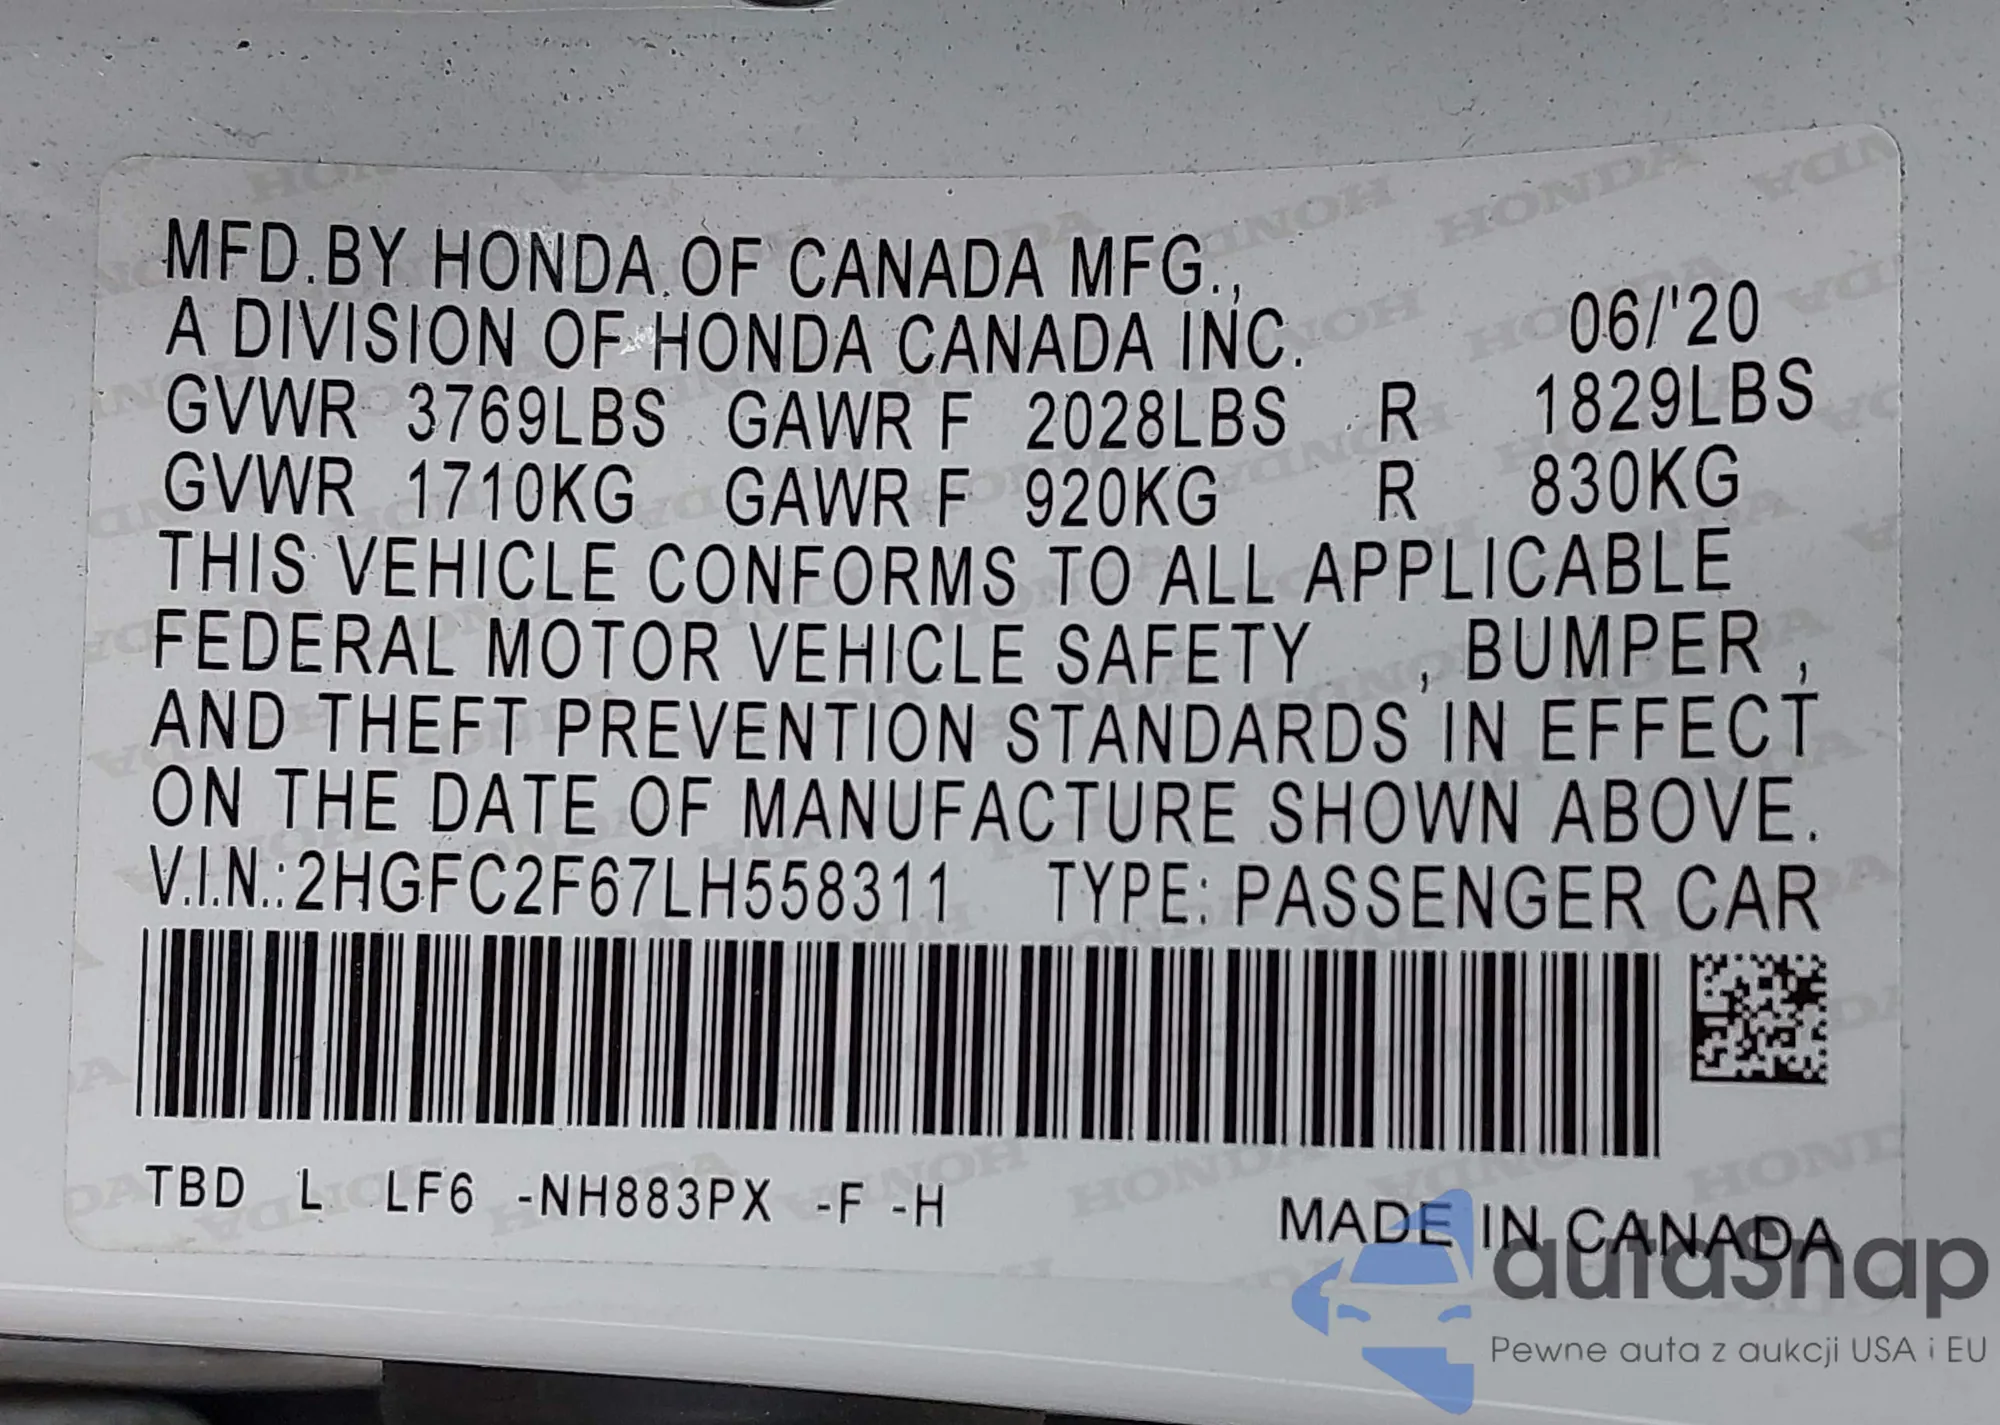 MFD.BY HONDA OF CANADA MFG.,
A DIVISION OF HONDA CANADA INC. 06/'20
GVWR 3769LBS GAWR F 2028LBS R 1829LBS
GVWR 1710KG GAWR F 920KG R 830KG
THIS VEHICLE CONFORMS TO ALL APPLICABLE
FEDERAL MOTOR VEHICLE SAFETY , BUMPER ,
AND THEFT PREVENTION STANDARDS IN EFFECT
ON THE DATE OF MANUFACTURE SHOWN ABOVE.
V.I.N.:2HGFC2F67LH558311 TYPE: PASSENGER CAR
TBD L LF6 -NH883PX -F -H
MADE IN CANADA
autoSnap
Pewne auta z aukcji USA i EU